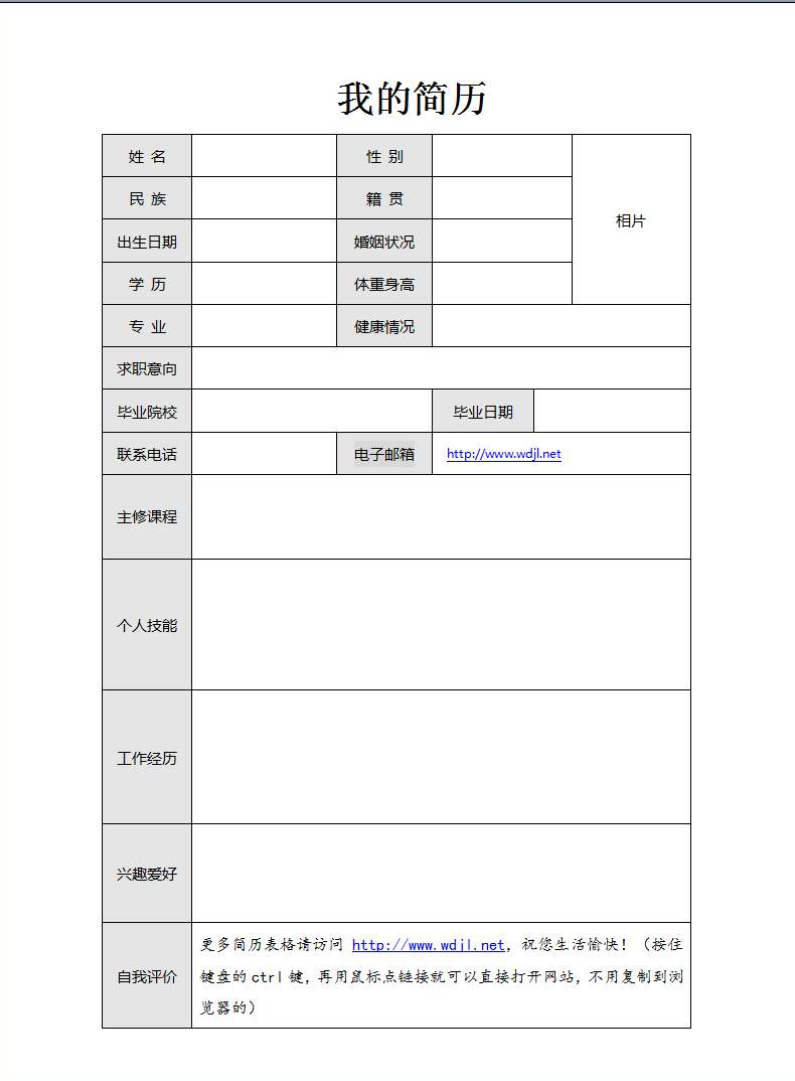 我的简历
姓 名 性 别
相片
民 族 籍 贯
出生日期 婚姻状况
学 历 体重身高
专 业 健康情况
求职意向
毕业院校 毕业日期
联系电话 电子邮箱 http://www.wdjl.net
主修课程
个人技能
工作经历
兴趣爱好
自我评价
更多简历表格请访问 http://www.wdjl.net，祝您生活愉快！（按住
键盘的 ctrl 键，再用鼠标点链接就可以直接打开网站，不用复制到浏
览器的）